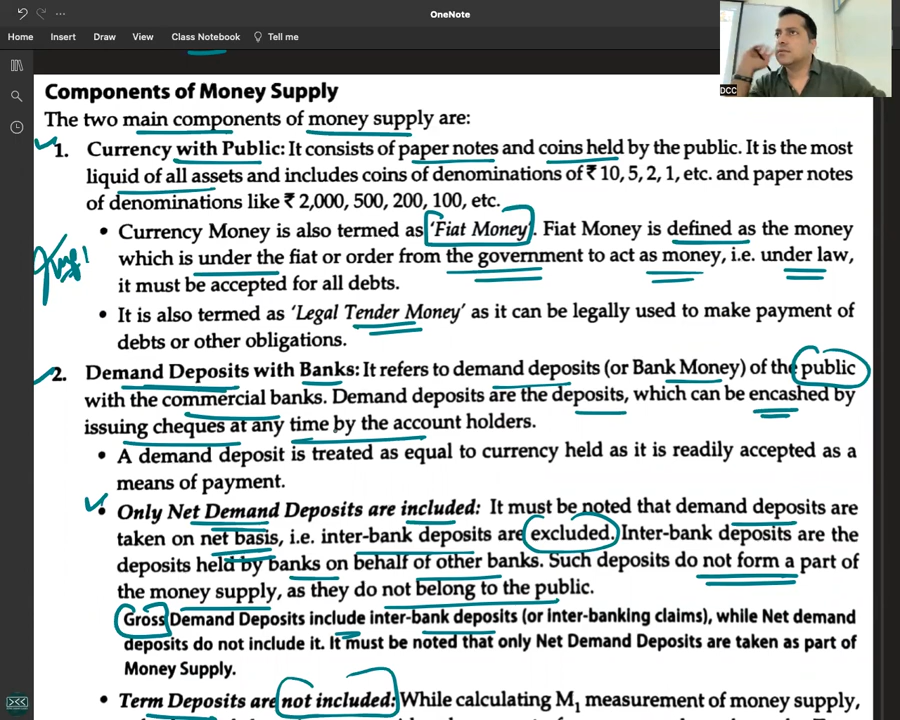 OneNote
Home Insert Draw View Class Notebook Tell me
DCC
Components of Money Supply
The two main components of money supply are:
1. Currency with Public: It consists of paper notes and coins held by the public. It is the most
liquid of all assets and includes coins of denominations of ₹ 10, 5, 2, 1, etc. and paper notes
of denominations like ₹ 2,000, 500, 200, 100, etc.
• Currency Money is also termed as 'Fiat Money'. Fiat Money is defined as the money
which is under the fiat or order from the government to act as money, i.e. under law,
it must be accepted for all debts.
• It is also termed as 'Legal Tender Money' as it can be legally used to make payment of
debts or other obligations.
2. Demand Deposits with Banks: It refers to demand deposits (or Bank Money) of the public
with the commercial banks. Demand deposits are the deposits, which can be encashed by
issuing cheques at any time by the account holders.
• A demand deposit is treated as equal to currency held as it is readily accepted as a
means of payment.
• Only Net Demand Deposits are included: It must be noted that demand deposits are
taken on net basis, i.e. inter-bank deposits are excluded. Inter-bank deposits are the
deposits held by banks on behalf of other banks. Such deposits do not form a part of
the money supply, as they do not belong to the public.
Gross Demand Deposits include inter-bank deposits (or inter-banking claims), while Net demand
deposits do not include it. It must be noted that only Net Demand Deposits are taken as part of
Money Supply.
• Term Deposits are not included: While calculating M₁ measurement of money supply,